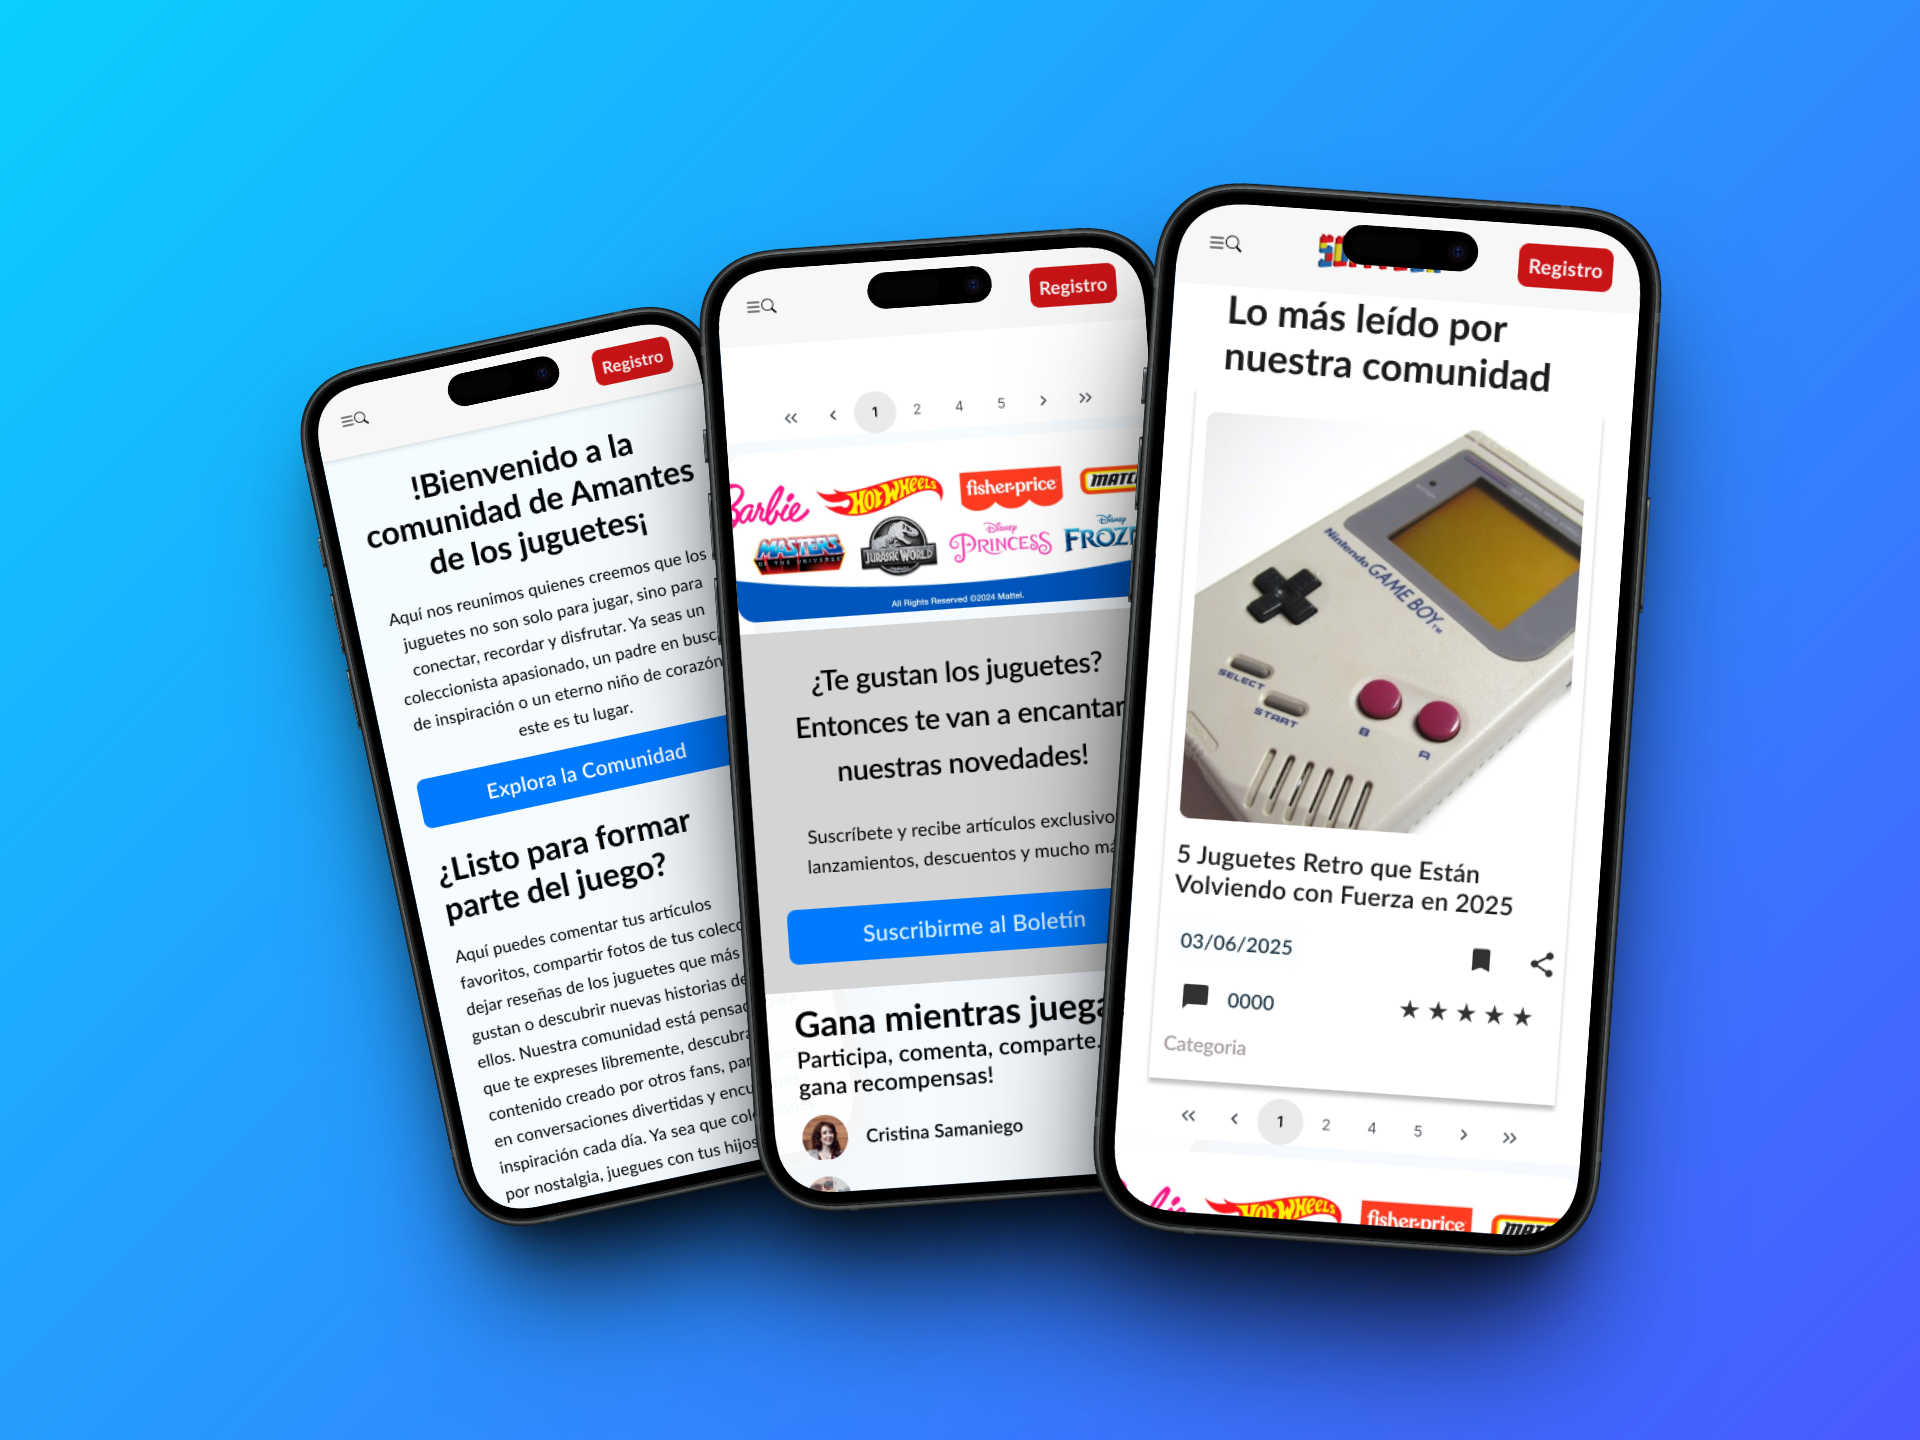 Registro
!Bienvenido a la
comunidad de Amantes
de los juguetes¡
Aquí nos reunimos quienes creemos que los
juguetes no son solo para jugar, sino para
conectar, recordar y disfrutar. Ya seas un
coleccionista apasionado, un padre en busc
de inspiración o un eterno niño de corazón
este es tu lugar.
Explora la Comunidad
¿Listo para formar
parte del juego?
Aquí puedes comentar tus artículos
favoritos, compartir fotos de tus colecc
dejar reseñas de los juguetes que más
gustan o descubrir nuevas historias de
ellos. Nuestra comunidad está pensac
que te expreses libremente, descubra
contenido creado por otros fans, par
en conversaciones divertidas y encu
inspiración cada día. Ya sea que cole
por nostalgia, juegues con tus hijos
Registro
« ‹ 1 2 4 5 › »
Barbie HOT WHEELS fisher-price MATC
MASTERS OF THE UNIVERSE JURASSIC WORLD Disney PRINCESS Disney FROZ
All Rights Reserved ©2024 Mattel.
¿Te gustan los juguetes?
Entonces te van a encantar
nuestras novedades!
Suscríbete y recibe artículos exclusivo
lanzamientos, descuentos y mucho má
Suscribirme al Boletín
Gana mientras juega
Participa, comenta, comparte.
gana recompensas!
Cristina Samaniego
Registro
Lo más leído por
nuestra comunidad
Nintendo GAME BOY™
SELECT
START
B
A
5 Juguetes Retro que Están
Volviendo con Fuerza en 2025
03/06/2025
0000
★ ★ ★ ★ ★
Categoria
« ‹ 1 2 4 5 › »
bie HOT WHEELS fisher-price MAT